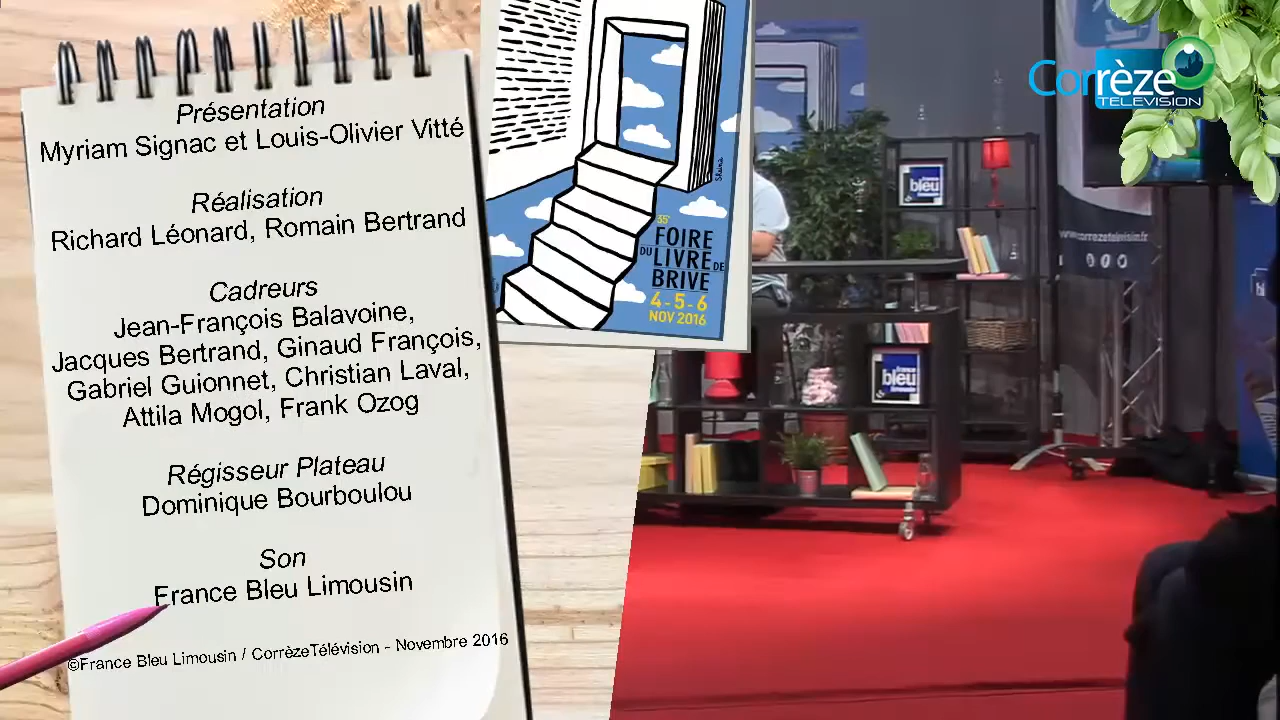 Présentation
Myriam Signac et Louis-Olivier Vitté
Réalisation
Richard Léonard, Romain Bertrand
Cadreurs
Jean-François Balavoine,
Jacques Bertrand, Ginaud François,
Gabriel Guionnet, Christian Laval,
Attila Mogol, Frank Ozog
Régisseur Plateau
Dominique Bourboulou
Son
France Bleu Limousin
©France Bleu Limousin / CorrèzeTélévision - Novembre 2016
35e
FOIRE
DU LIVRE DE
BRIVE
4-5-6
NOV 2016
Corrèze
TELEVISION
france
bleu
limousin
www.correzetelevision.fr
bleu
limousin